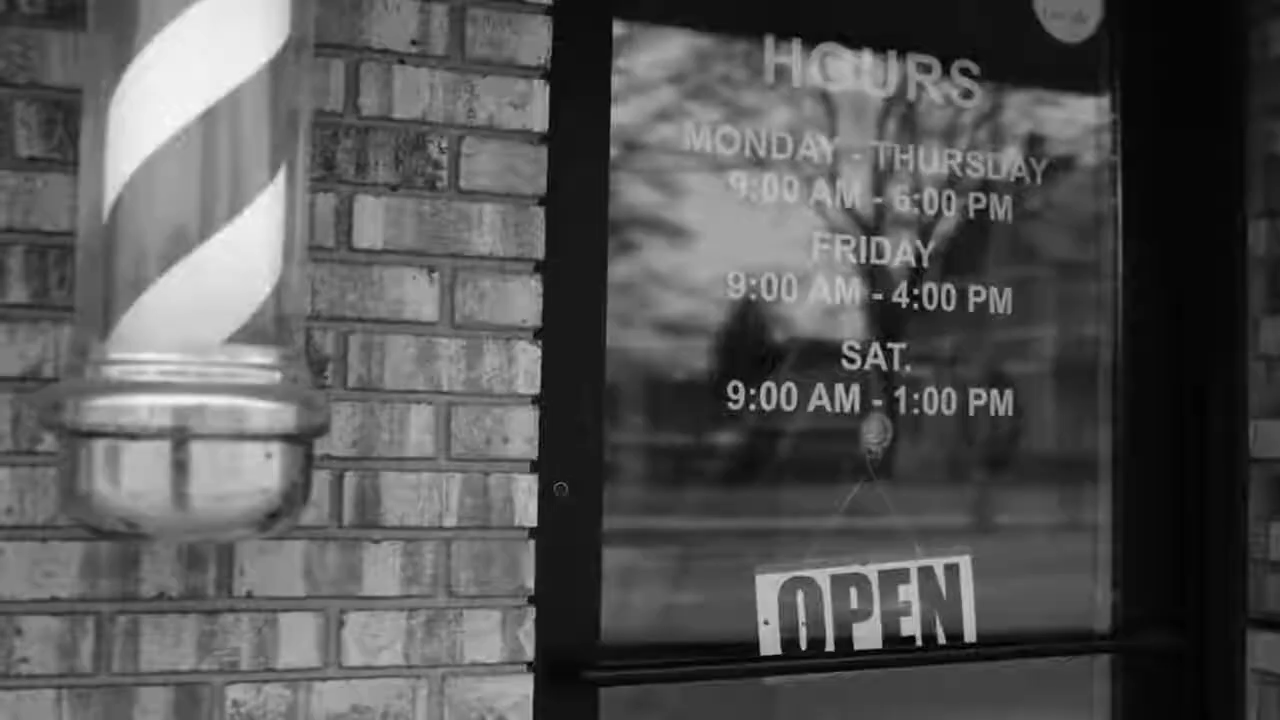 HOURS
MONDAY - THURSDAY
9:00 AM - 6:00 PM
FRIDAY
9:00 AM - 4:00 PM
SAT.
9:00 AM - 1:00 PM
OPEN